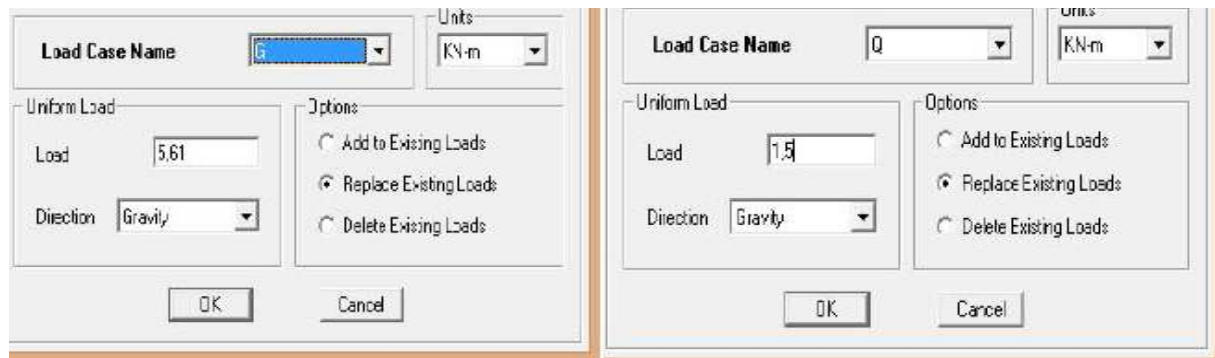 Units
Load Case Name G KN-m
Uniform Load Options
Load 5,61 Add to Existing Loads
Replace Existing Loads
Direction Gravity Delete Existing Loads
OK Cancel
Units
Load Case Name Q KN-m
Uniform Load Options
Load 1,5 Add to Existing Loads
Replace Existing Loads
Direction Gravity Delete Existing Loads
OK Cancel